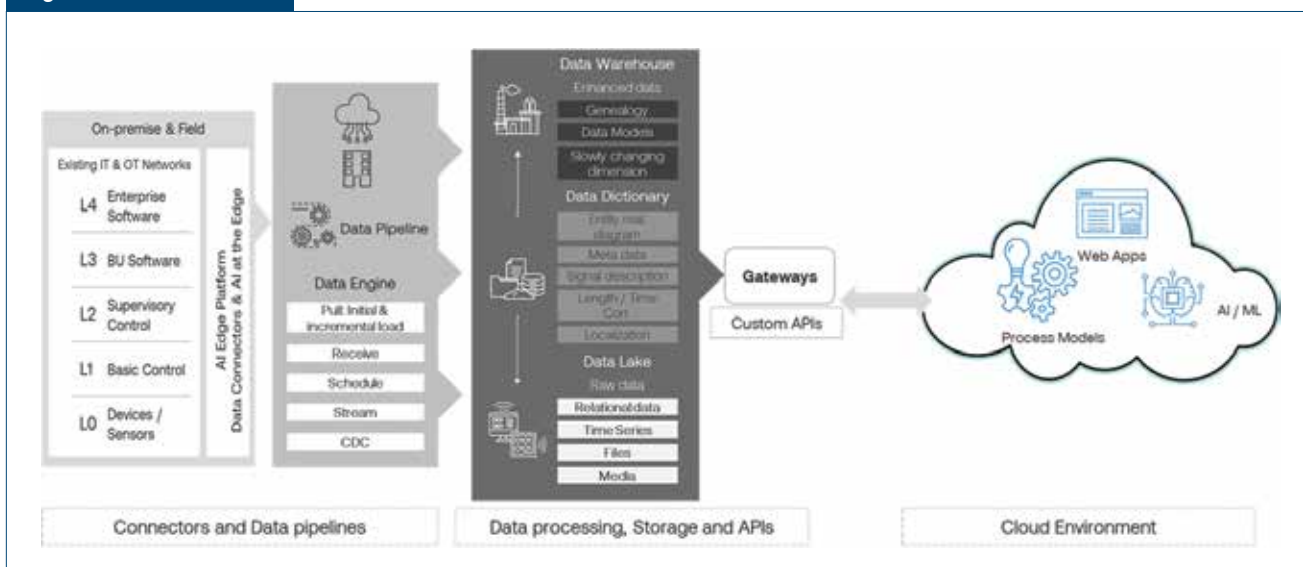 On-premise & Field
Existing IT & OT Networks
L4 Enterprise
Software
L3 BU Software
L2 Supervisory
Control
L1 Basic Control
L0 Devices /
Sensors
AI Edge Platform
Data Connectors & AI at the Edge
Data Pipeline
Data Engine
Pull: Initial &
incremental load
Receive
Schedule
Stream
CDC
Data Warehouse
Enhanced data
Genealogy
Data Models
Slowly changing
dimension
Data Dictionary
Entity
diagram
Meta data
Signal description
Length / Time
Localization
Data Lake
Raw data
Relational data
Time Series
Files
Media
Gateways
Custom APIs
Web Apps
Process Models
AI / ML
Connectors and Data pipelines
Data processing, Storage and APIs
Cloud Environment